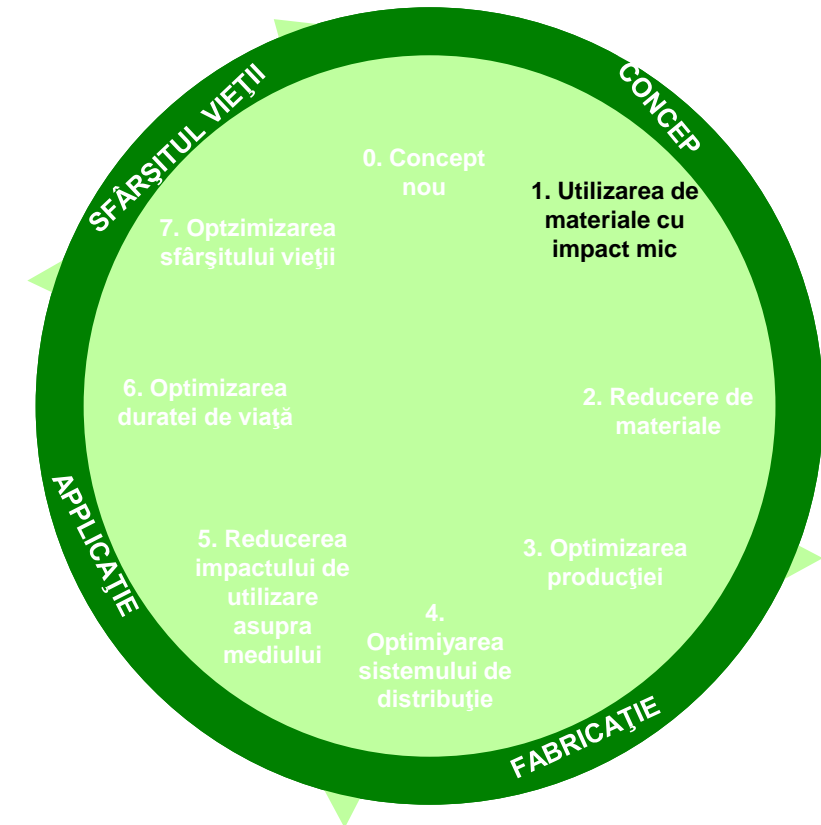 SFÂRŞITUL VIEŢII
CONCEP
0. Concept
nou
1. Utilizarea de
materiale cu
impact mic
7. Optzimizarea
sfârşitului vieţii
6. Optimizarea
duratei de viaţă
2. Reducere de
materiale
5. Reducerea
impactului de
utilizare
asupra
mediului
3. Optimizarea
producţiei
4.
Optimiyarea
sistemului de
distribuţie
APPLICAŢIE
FABRICAŢIE